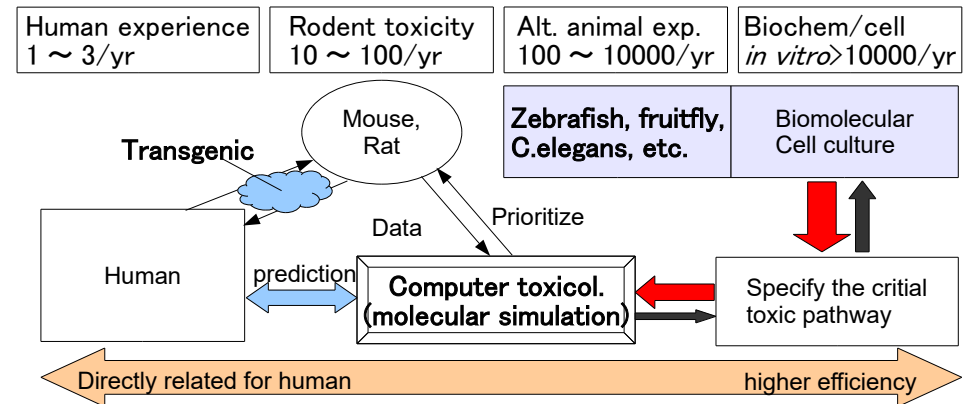 Human experience
1 ～ 3/yr
Rodent toxicity
10 ～ 100/yr
Alt. animal exp.
100 ～ 10000/yr
Biochem/cell
in vitro>10000/yr
Mouse,
Rat
Zebrafish, fruitfly,
C.elegans, etc.
Biomolecular
Cell culture
Transgenic
Data
Prioritize
Human
prediction
Computer toxicol.
(molecular simulation)
Specify the critial
toxic pathway
Directly related for human
higher efficiency